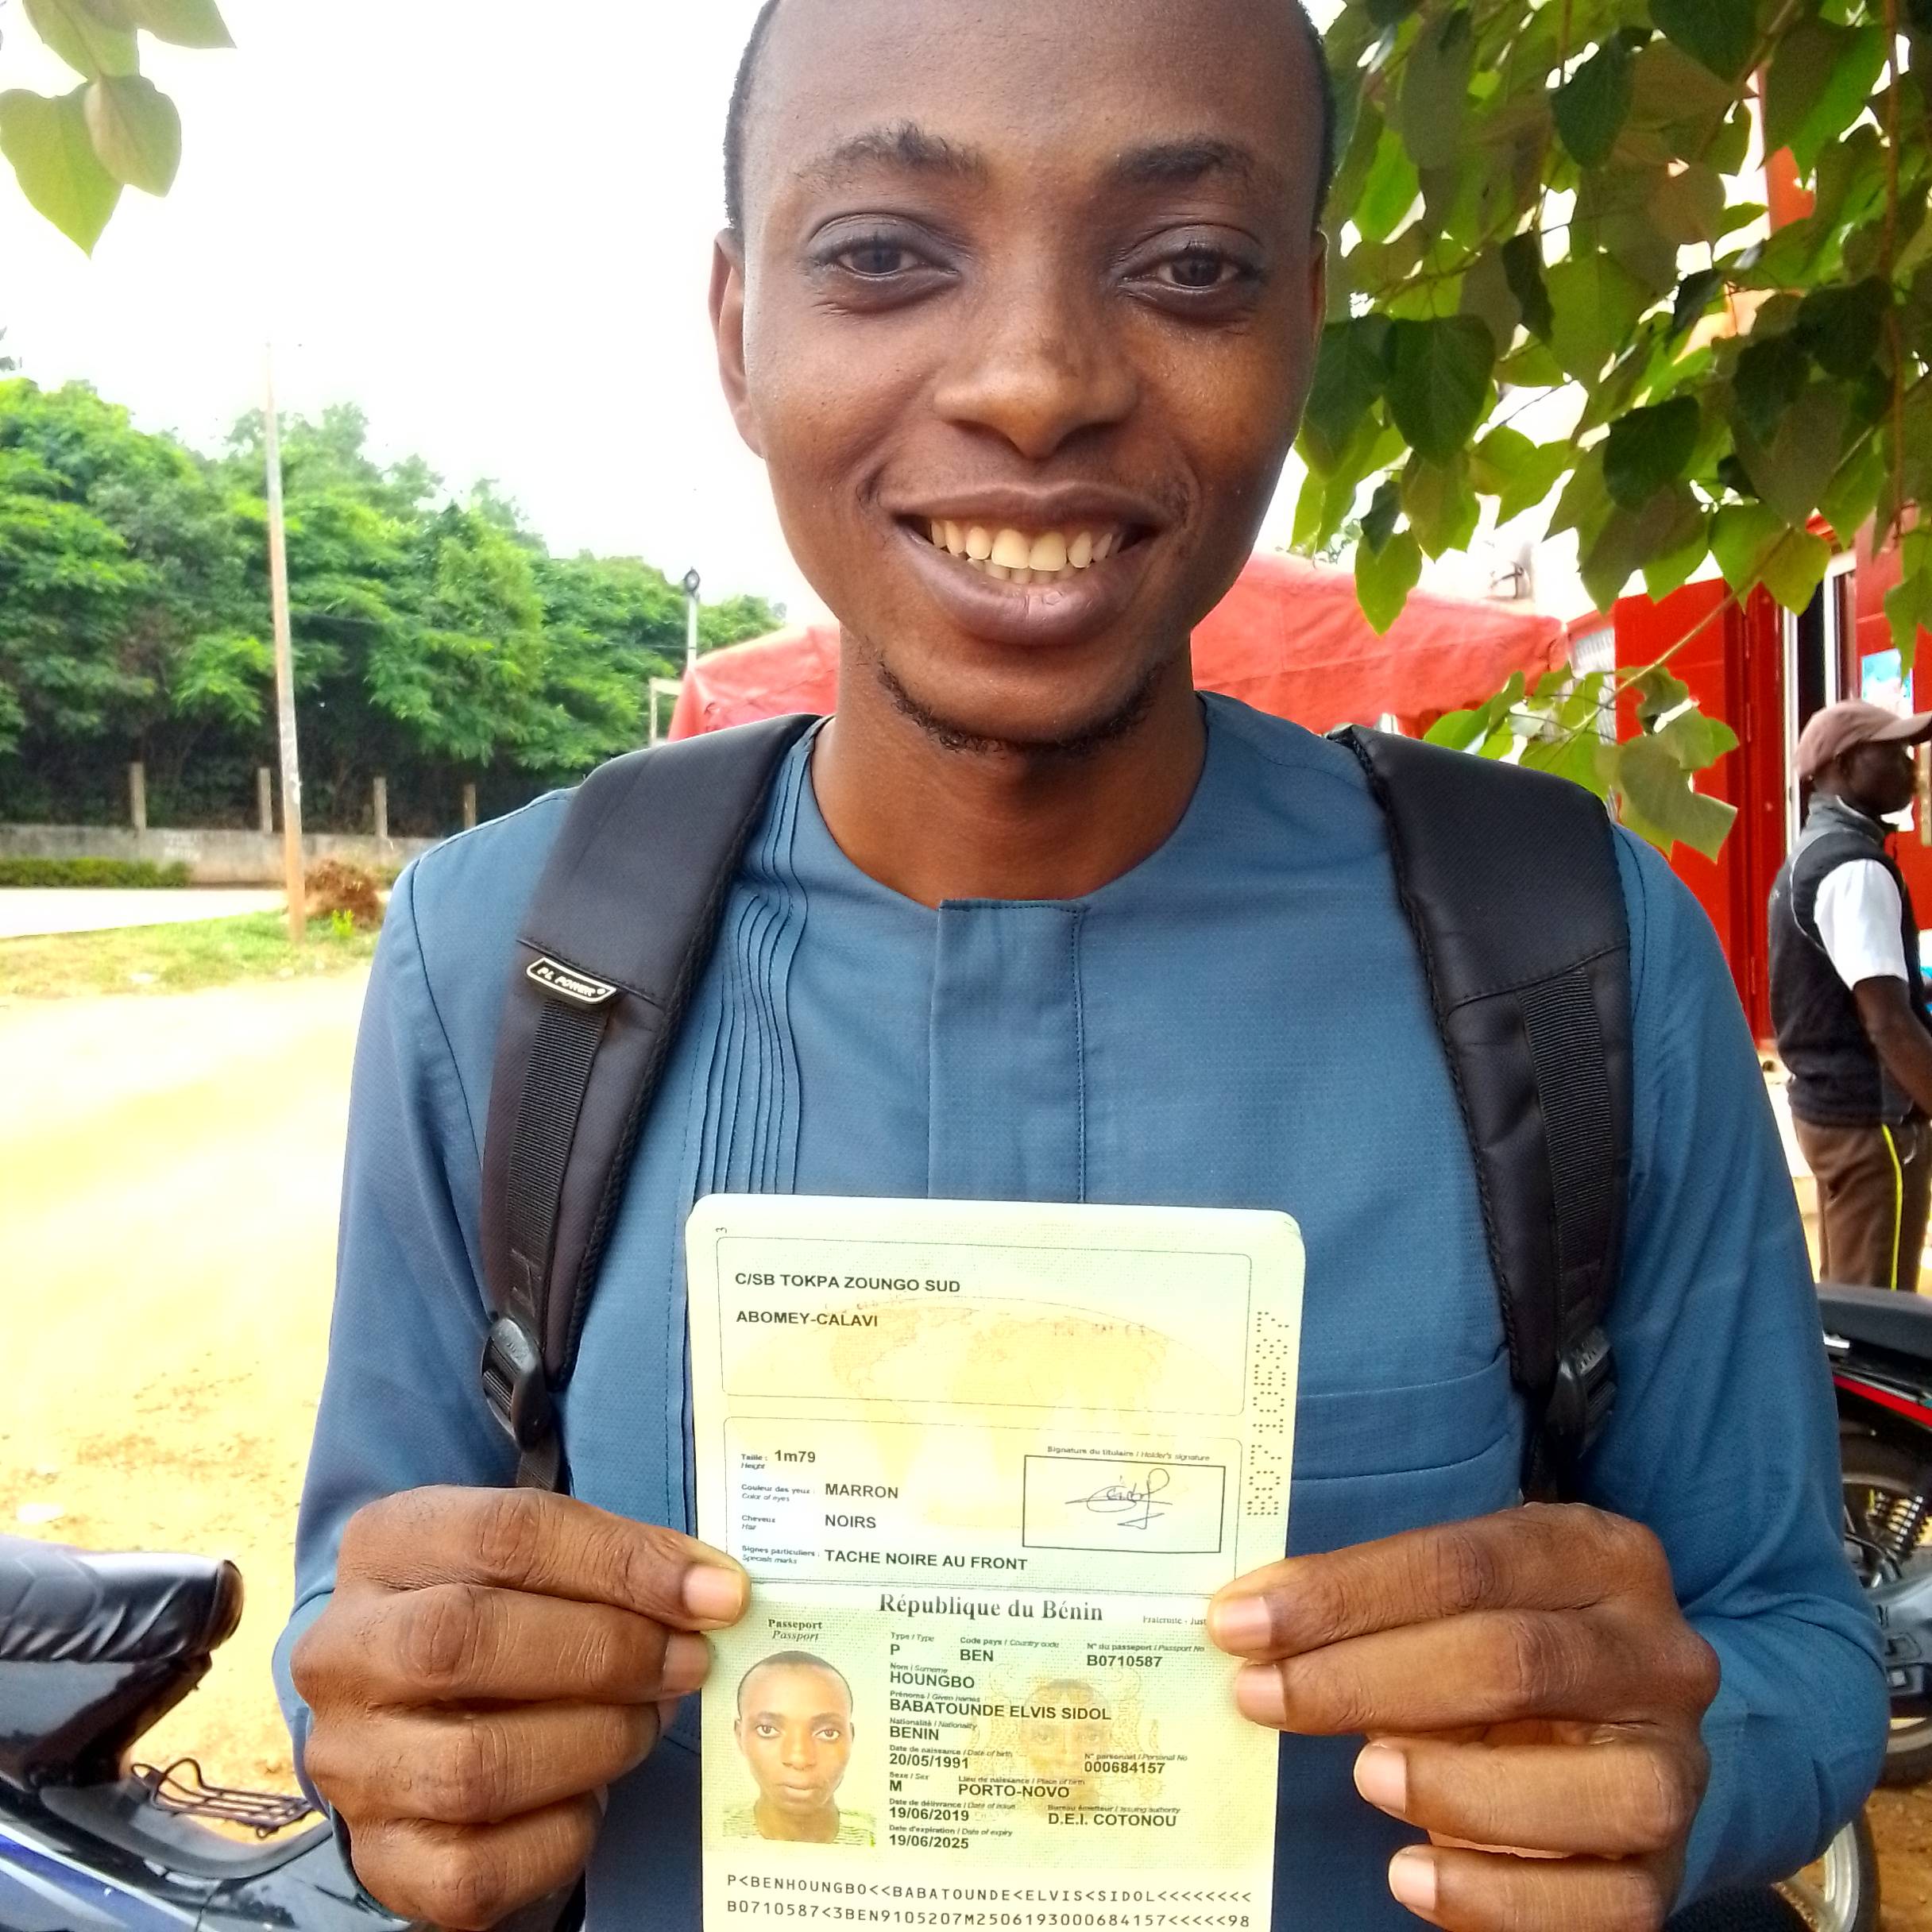 PL POWER®
3
C/SB TOKPA ZOUNGO SUD
ABOMEY-CALAVI
B0710587
Taille : 1m79
Height
Signature du titulaire / Holder's signature
Couleur des yeux : MARRON
Color of eyes
Cheveux NOIRS
Hair
Signes particuliers : TACHE NOIRE AU FRONT
Specials marks
République du Bénin
Fraternité - Just
Passeport
Passport
Type / Type Code pays / Country code N° du passeport / Passport No
P BEN B0710587
Nom / Surname
HOUNGBO
Prénoms / Given names
BABATOUNDE ELVIS SIDOL
Nationalité / Nationality
BENIN
Date de naissance / Date of birth N° personnel / Personal No
20/05/1991 000684157
Sexe / Sex Lieu de naissance / Place of birth
M PORTO-NOVO
Date de délivrance / Date of issue Bureau émetteur / Issuing authority
19/06/2019 D.E.I. COTONOU
Date d'expiration / Date of expiry
19/06/2025
P<BENHOUNGBO<<BABATOUNDE<ELVIS<SIDOL<<<<<<<<
B0710587<3BEN9105207M25061930006841​57<<<<<98